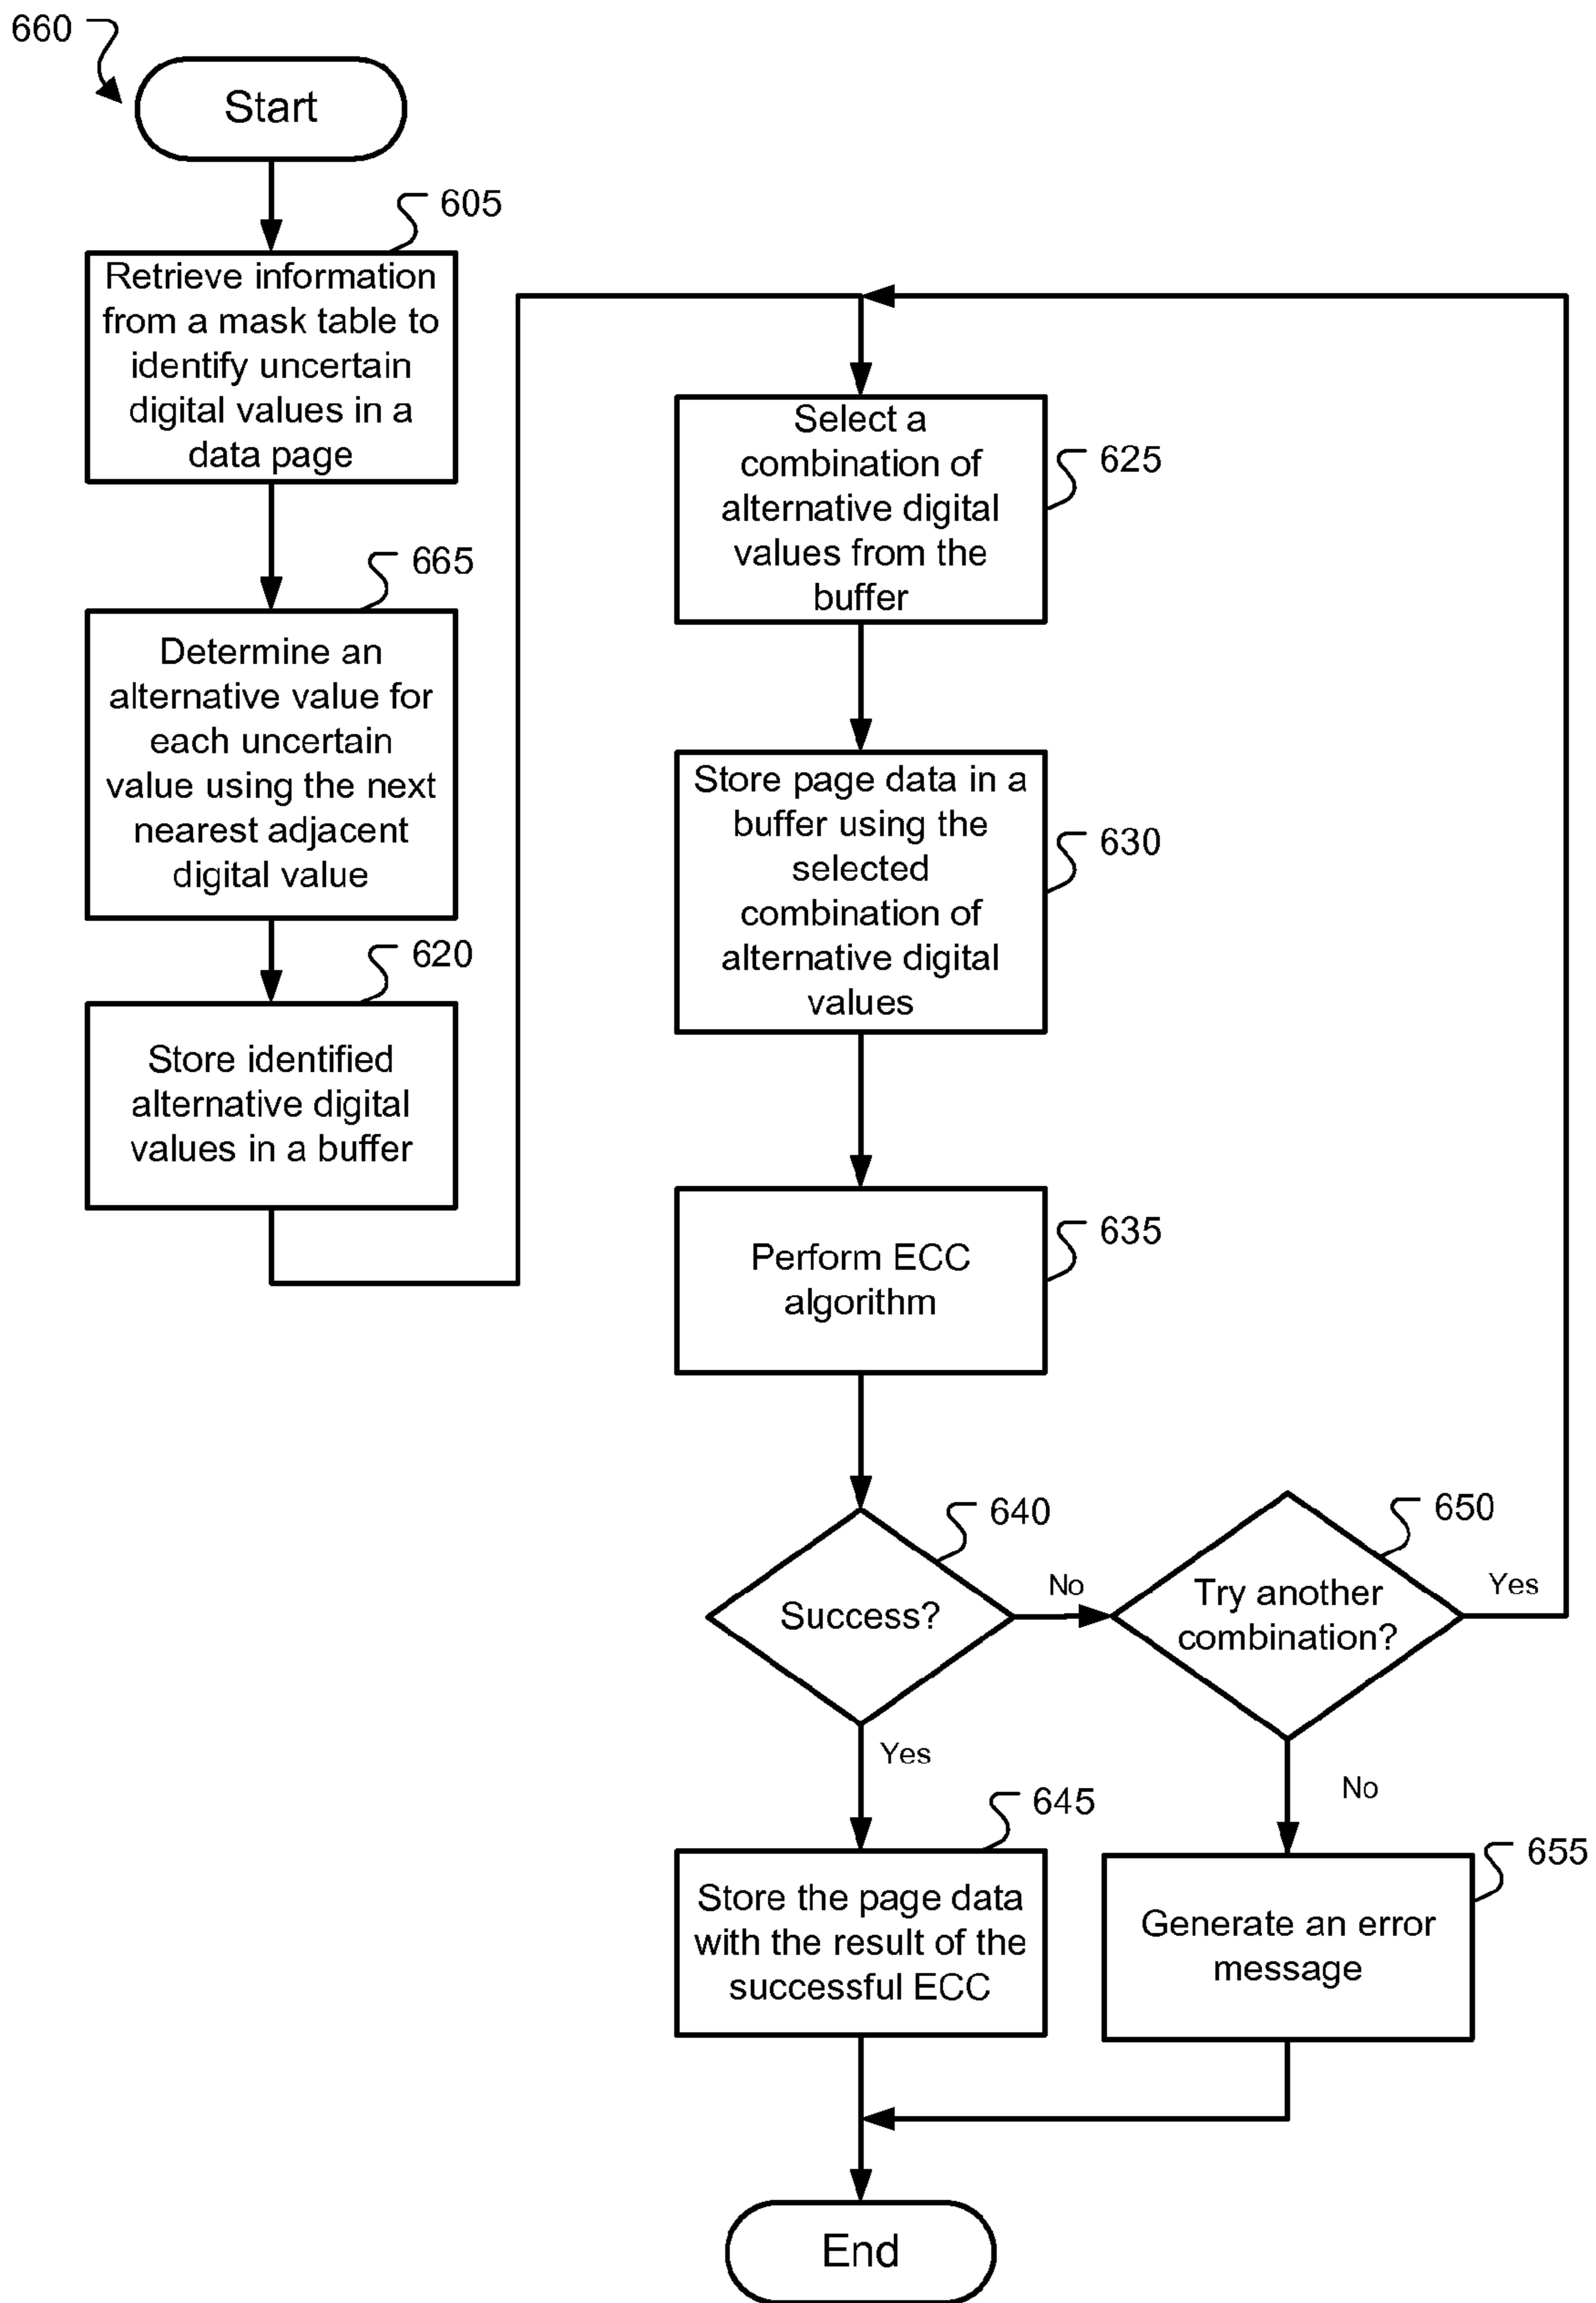 660
Start
605
Retrieve information
from a mask table to
identify uncertain
digital values in a
data page
665
Determine an
alternative value for
each uncertain
value using the next
nearest adjacent
digital value
620
Store identified
alternative digital
values in a buffer
Select a
combination of
alternative digital
values from the
buffer
625
Store page data in a
buffer using the
selected
combination of
alternative digital
values
630
Perform ECC
algorithm
635
640
Success?
No
Yes
650
Try another
combination?
Yes
No
645
Store the page data
with the result of the
successful ECC
655
Generate an error
message
End